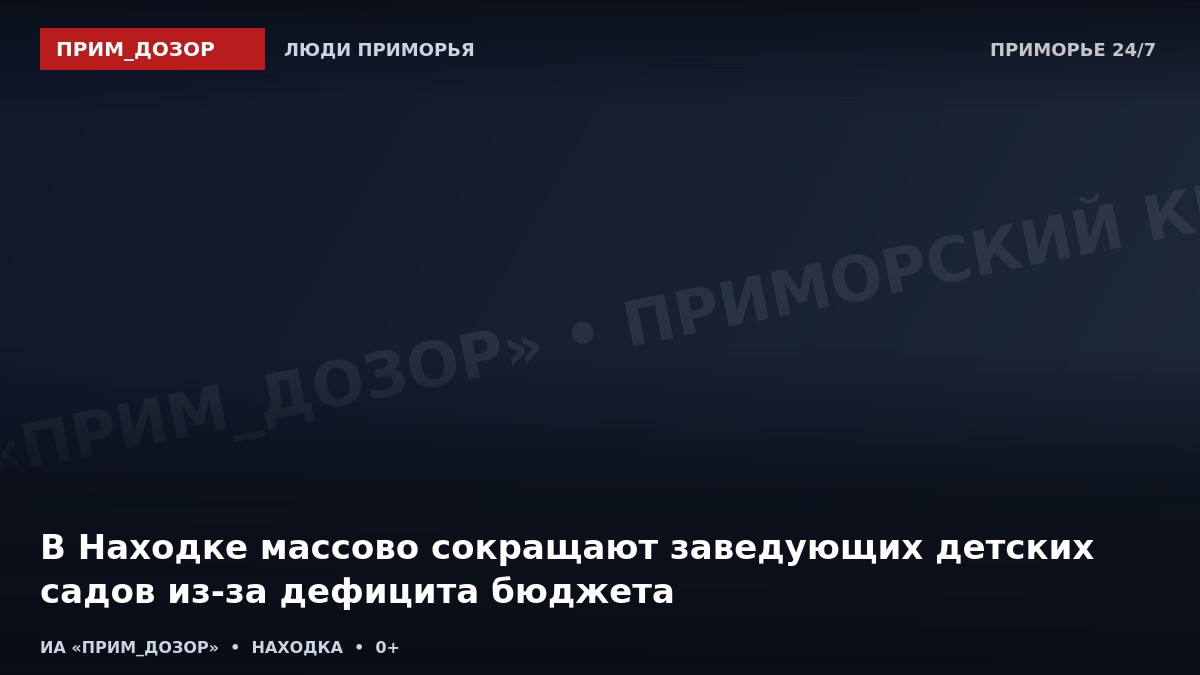 ПРИМ_ДОЗОР
ЛЮДИ ПРИМОРЬЯ
ПРИМОРЬЕ 24/7
«ПРИМ_ДОЗОР» • ПРИМОРСКИЙ
В Находке массово сокращают заведующих детских
садов из-за дефицита бюджета
ИА «ПРИМ_ДОЗОР» • НАХОДКА • 0+